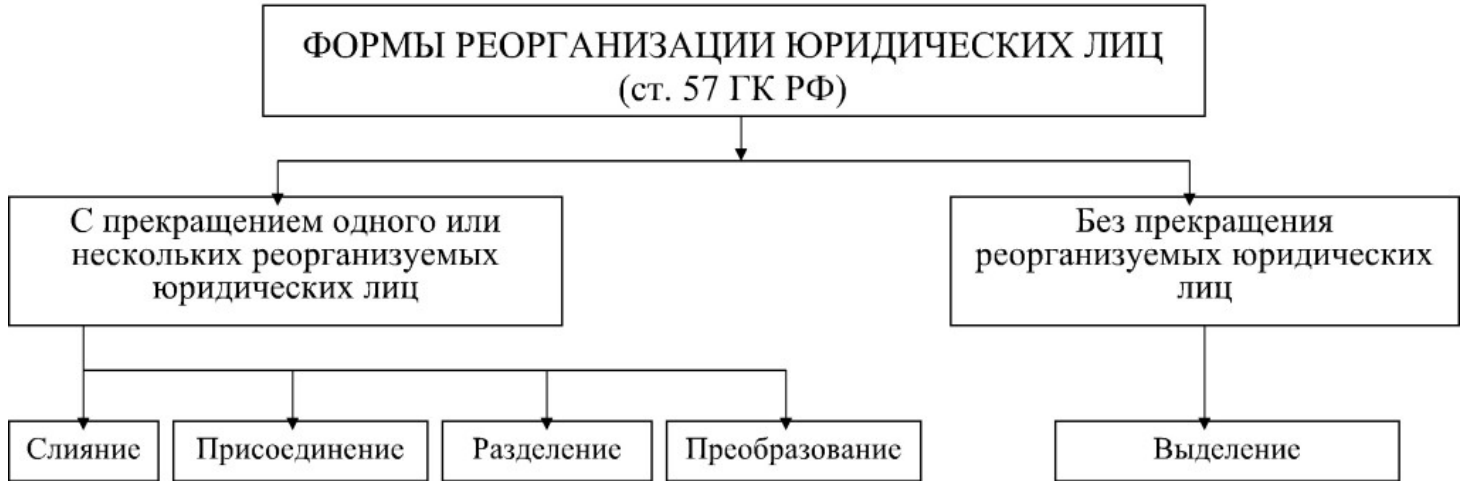 ФОРМЫ РЕОРГАНИЗАЦИИ ЮРИДИЧЕСКИХ ЛИЦ
(ст. 57 ГК РФ)
С прекращением одного или
нескольких реорганизуемых
юридических лиц
Без прекращения
реорганизуемых юридических
лиц
Слияние
Присоединение
Разделение
Преобразование
Выделение